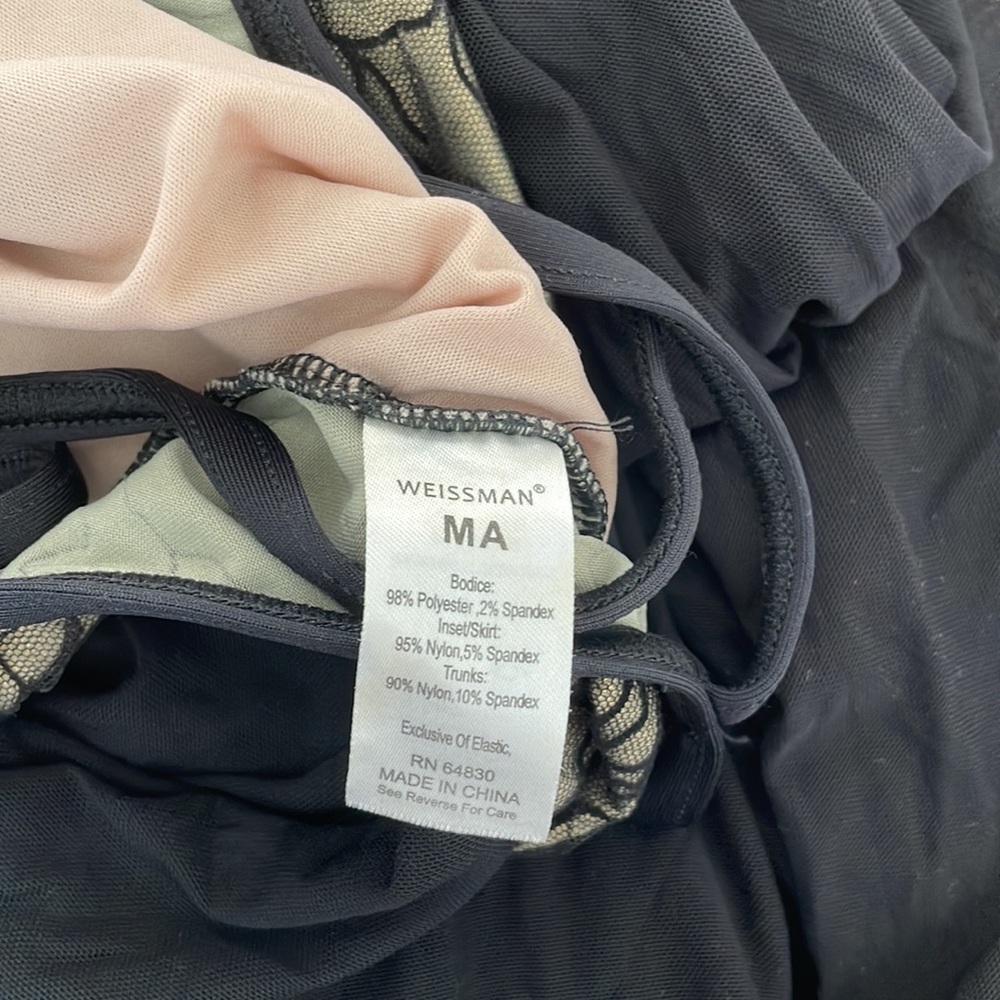 WEISSMAN®
MA
Bodice:
98% Polyester ,2% Spandex
Inset/Skirt:
95% Nylon,5% Spandex
Trunks:
90% Nylon,10% Spandex
Exclusive Of Elastic,
RN 64830
MADE IN CHINA
See Reverse For Care